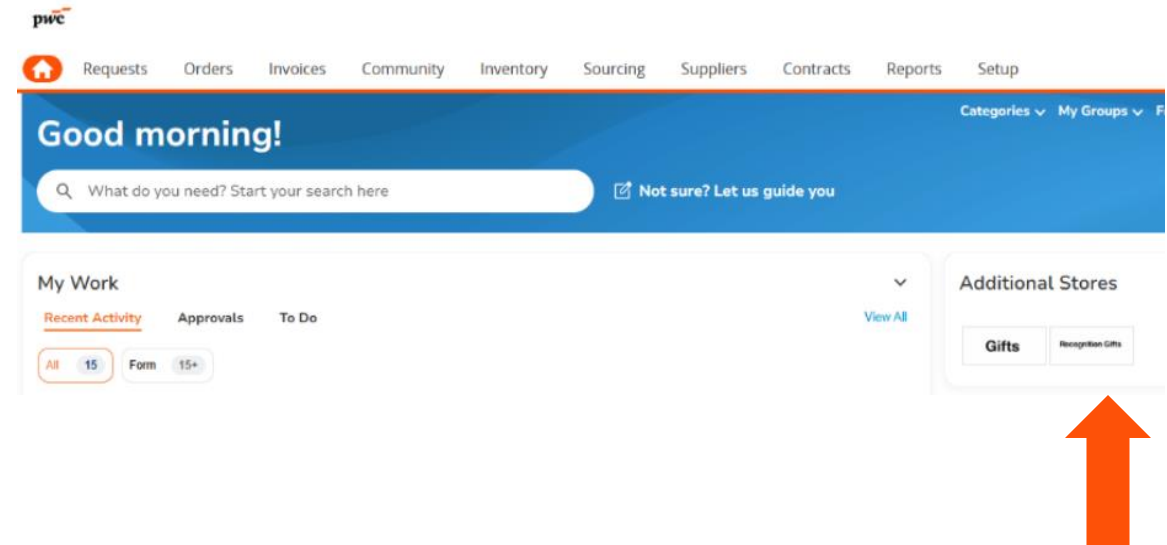 pwc
Requests Orders Invoices Community Inventory Sourcing Suppliers Contracts Reports Setup
Categories My Groups
Good morning!
What do you need? Start your search here
Not sure? Let us guide you
My Work
Recent Activity Approvals To Do
View All
All 15 Form 15+
Additional Stores
Gifts Recognition Gifts